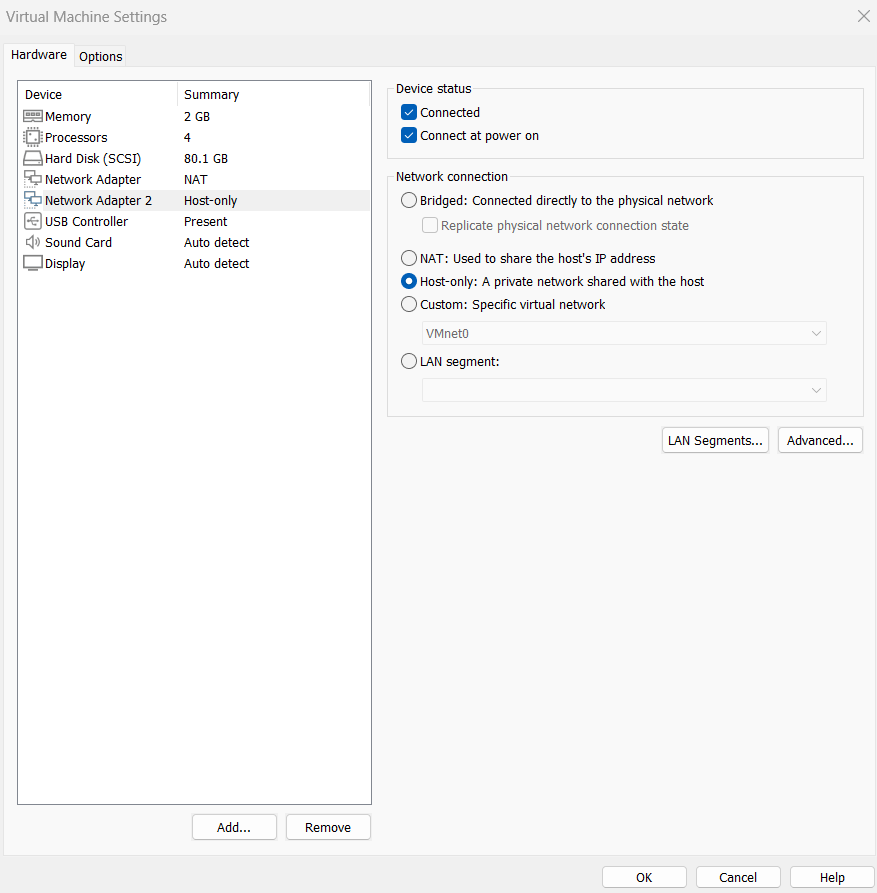 Virtual Machine Settings
Hardware
Options
Device Summary
Memory 2 GB
Processors 4
Hard Disk (SCSI) 80.1 GB
Network Adapter NAT
Network Adapter 2 Host-only
USB Controller Present
Sound Card Auto detect
Display Auto detect
Add...
Remove
Device status
Connected
Connect at power on
Network connection
Bridged: Connected directly to the physical network
Replicate physical network connection state
NAT: Used to share the host's IP address
Host-only: A private network shared with the host
Custom: Specific virtual network
VMnet0
LAN segment:
LAN Segments...
Advanced...
OK
Cancel
Help